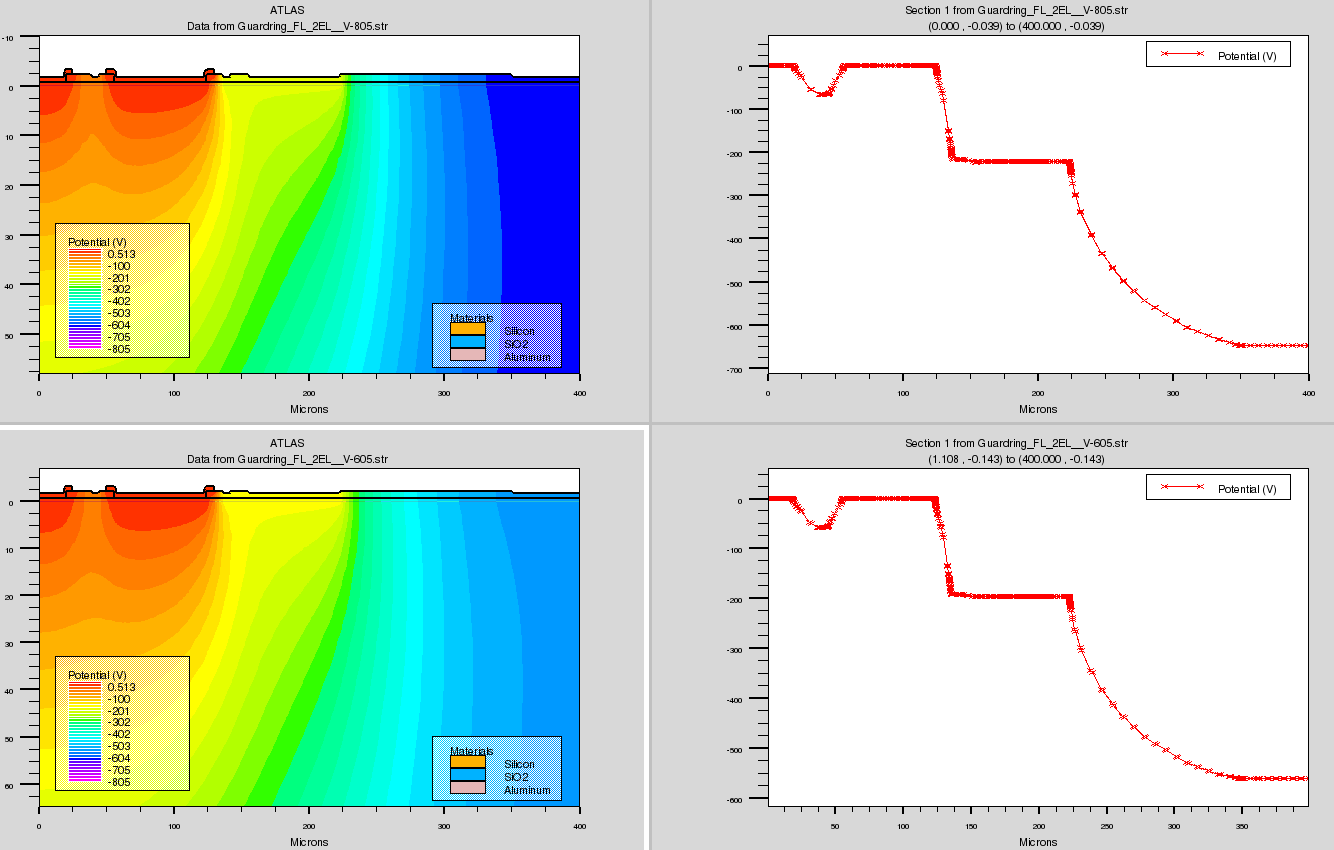 ATLAS
Data from Guardring_FL_2EL__V-805.str
-10
0
10
20
30
40
50
Potential (V)
0.513
-100
-201
-302
-402
-503
-604
-705
-805
Materials
Silicon
SiO2
Aluminum
0 100 200 300 400
Microns
Section 1 from Guardring_FL_2EL__V-805.str
(0.000 , -0.039) to (400.000 , -0.039)
Potential (V)
0
-100
-200
-300
-400
-500
-600
-700
0 100 200 300 400
Microns
ATLAS
Data from Guardring_FL_2EL__V-605.str
0
10
20
30
40
50
60
Potential (V)
0.513
-100
-201
-302
-402
-503
-604
-705
-805
Materials
Silicon
SiO2
Aluminum
0 100 200 300 400
Microns
Section 1 from Guardring_FL_2EL__V-605.str
(1.108 , -0.143) to (400.000 , -0.143)
Potential (V)
0
-100
-200
-300
-400
-500
-600
50 100 150 200 250 300 350
Microns